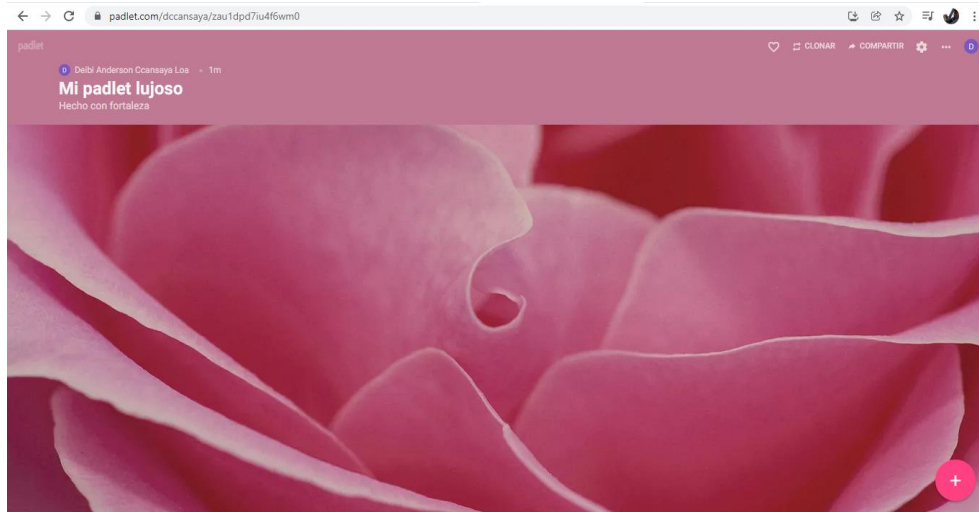 padlet.com/dccansaya/zau1dpd7iu4f6wm0
padlet
CLONAR
COMPARTIR
D
D
Deibi Anderson Ccansaya Loa
1m
Mi padlet lujoso
Hecho con fortaleza